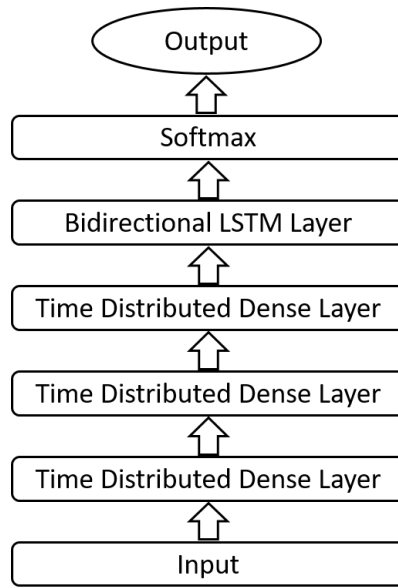 Output
Softmax
Bidirectional LSTM Layer
Time Distributed Dense Layer
Time Distributed Dense Layer
Time Distributed Dense Layer
Input